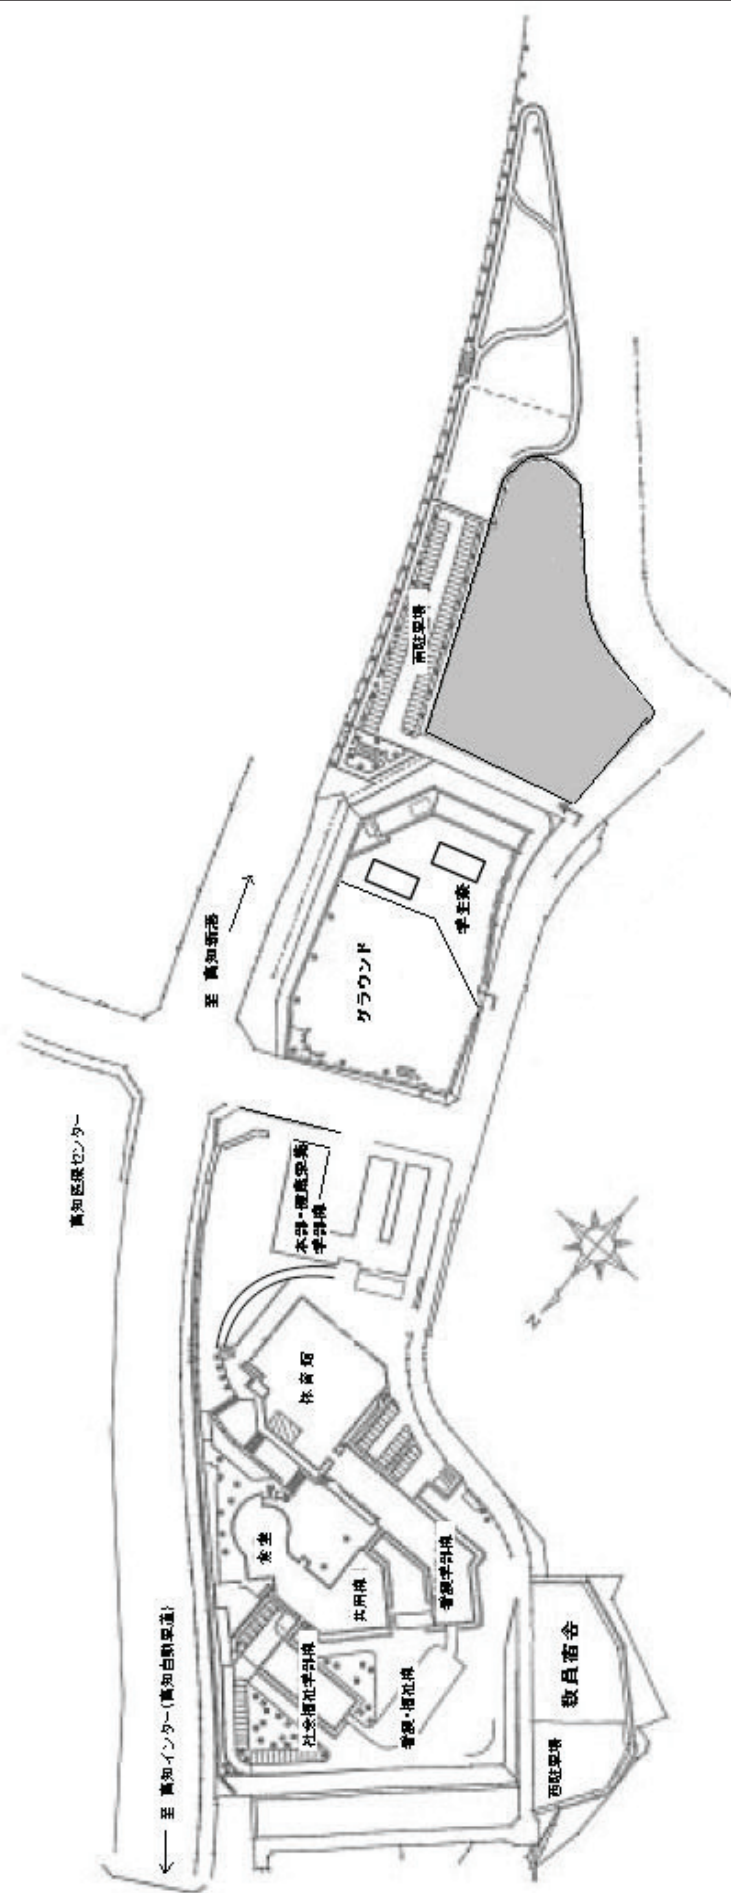 南駐車場
至 高知新港
学生寮
グラウンド
高知医療センター
本部・健康栄養
学部棟
N
体育館
食堂
共用棟
看護学部棟
社会福祉学部棟
看護・福祉棟
教員宿舎
西駐車場
至 高知インター(高知自動車道)